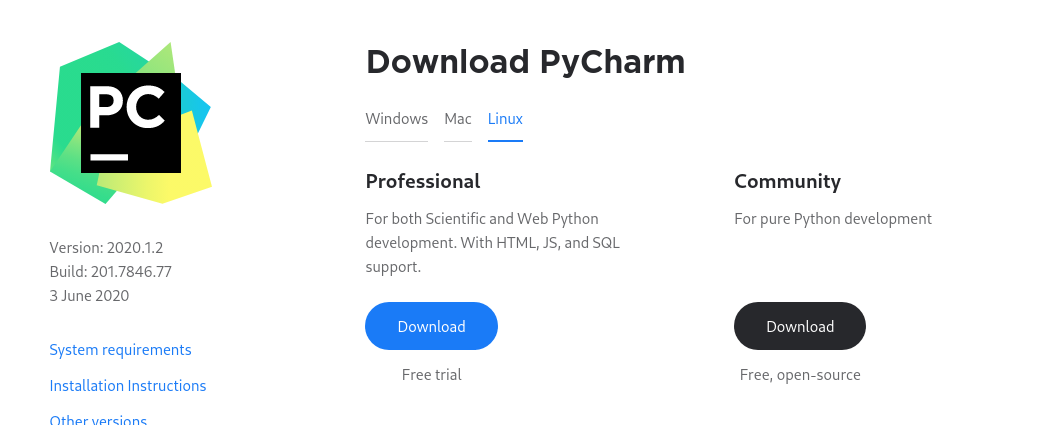 PC
Version: 2020.1.2
Build: 201.7846.77
3 June 2020
System requirements
Installation Instructions
Other versions
Download PyCharm
Windows Mac Linux
Professional
For both Scientific and Web Python
development. With HTML, JS, and SQL
support.
Download
Free trial
Community
For pure Python development
Download
Free, open-source